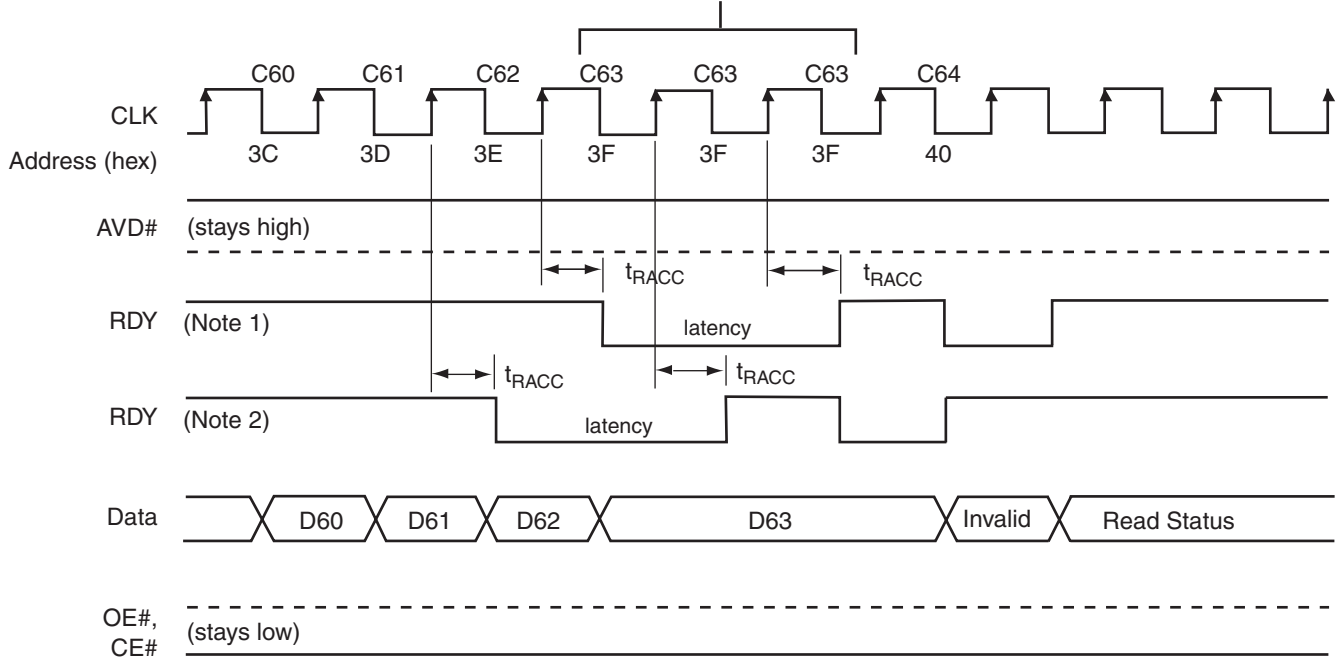 C60 C61 C62 C63 C63 C63 C64
CLK
Address (hex) 3C 3D 3E 3F 3F 3F 40
AVD# (stays high)
tRACC tRACC
RDY (Note 1) latency
tRACC tRACC
RDY (Note 2) latency
Data D60 D61 D62 D63 Invalid Read Status
OE#,
CE# (stays low)